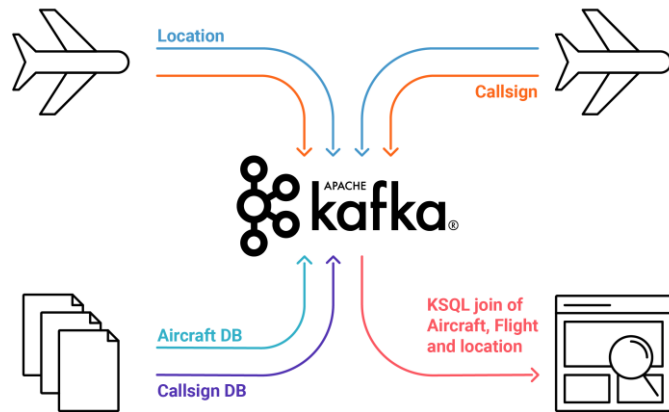 Location
Callsign
APACHE
kafka®
Aircraft DB
Callsign DB
KSQL join of
Aircraft, Flight
and location